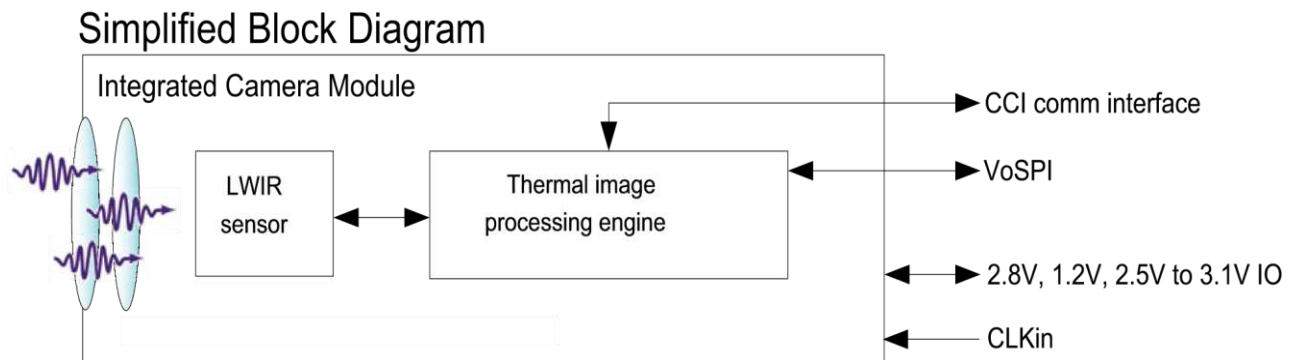 Simplified Block Diagram
Integrated Camera Module
CCI comm interface
VoSPI
LWIR
sensor
Thermal image
processing engine
2.8V, 1.2V, 2.5V to 3.1V IO
CLKin